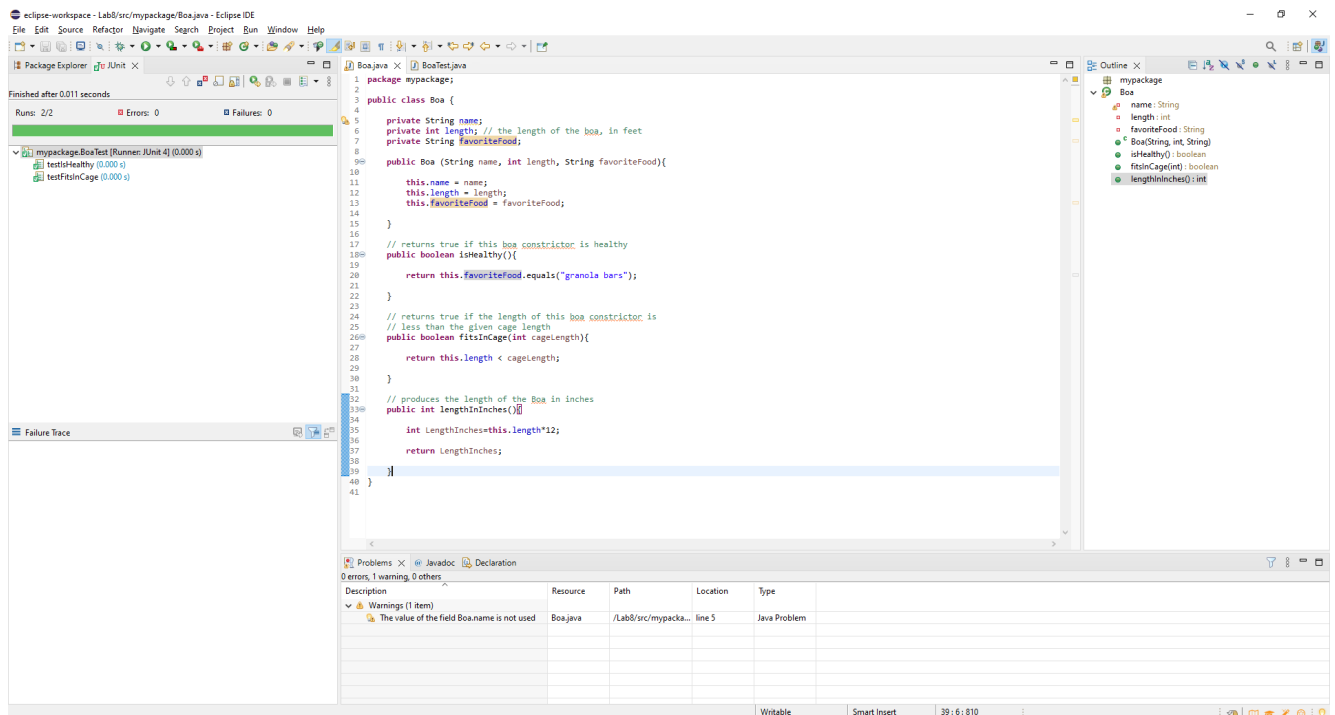 eclipse-workspace - Lab8/src/mypackage/Boa.java - Eclipse IDE
File Edit Source Refactor Navigate Search Project Run Window Help
Package Explorer JUnit
Finished after 0.011 seconds
Runs: 2/2 Errors: 0 Failures: 0
mypackage.BoaTest [Runner: JUnit 4] (0.000 s)
testIsHealthy (0.000 s)
testFitsInCage (0.000 s)
Failure Trace
Boa.java BoaTest.java
1 package mypackage;
2
3 public class Boa {
4
5 private String name;
6 private int length; // the length of the boa, in feet
7 private String favoriteFood;
8
9 public Boa (String name, int length, String favoriteFood){
10
11 this.name = name;
12 this.length = length;
13 this.favoriteFood = favoriteFood;
14
15 }
16
17 // returns true if this boa constrictor is healthy
18 public boolean isHealthy(){
19
20 return this.favoriteFood.equals("granola bars");
21
22 }
23
24 // returns true if the length of this boa constrictor is
25 // less than the given cage length
26 public boolean fitsInCage(int cageLength){
27
28 return this.length < cageLength;
29
30 }
31
32 // produces the length of the Boa in inches
33 public int lengthInInches(){
34
35 int LengthInches=this.length*12;
36
37 return LengthInches;
38
39 }
40 }
41
Outline
mypackage
Boa
name : String
length : int
favoriteFood : String
Boa(String, int, String)
isHealthy() : boolean
fitsInCage(int) : boolean
lengthInInches() : int
Problems Javadoc Declaration
0 errors, 1 warning, 0 others
Description Resource Path Location Type
Warnings (1 item)
The value of the field Boa.name is not used Boa.java /Lab8/src/mypacka... line 5 Java Problem
Writable Smart Insert 39 : 6 : 810